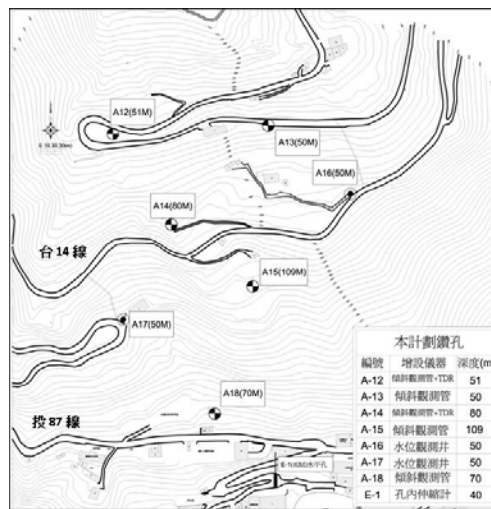 A12(51M)
A13(50M)
A16(50M)
A14(80M)
台14線
A15(109M)
A17(50M)
A18(70M)
投87線
本計劃鑽孔
編號 增設儀器 深度(m
A-12 傾斜觀測管+TDR 51
A-13 傾斜觀測管 50
A-14 傾斜觀測管+TDR 80
A-15 傾斜觀測管 109
A-16 水位觀測井 50
A-17 水位觀測井 50
A-18 傾斜觀測管 70
E-1 孔內伸縮計 40